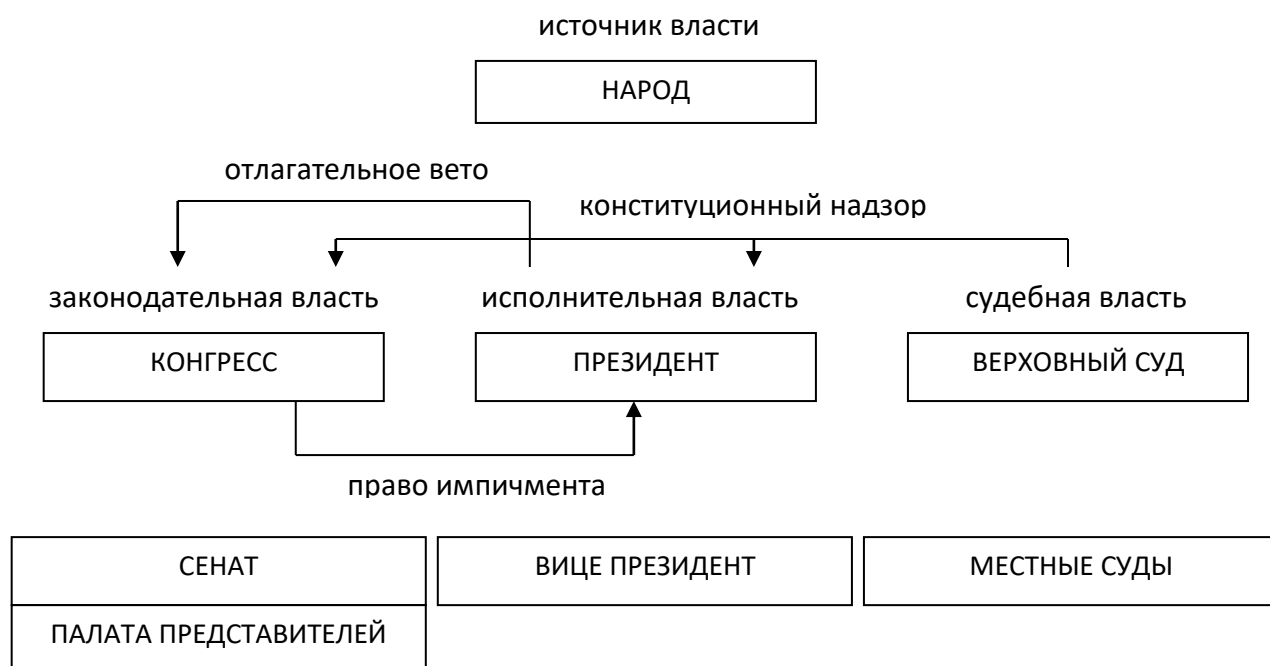 источник власти
НАРОД
отлагательное вето
конституционный надзор
законодательная власть
исполнительная власть
судебная власть
КОНГРЕСС
ПРЕЗИДЕНТ
ВЕРХОВНЫЙ СУД
право импичмента
СЕНАТ
ВИЦЕ ПРЕЗИДЕНТ
МЕСТНЫЕ СУДЫ
ПАЛАТА ПРЕДСТАВИТЕЛЕЙ